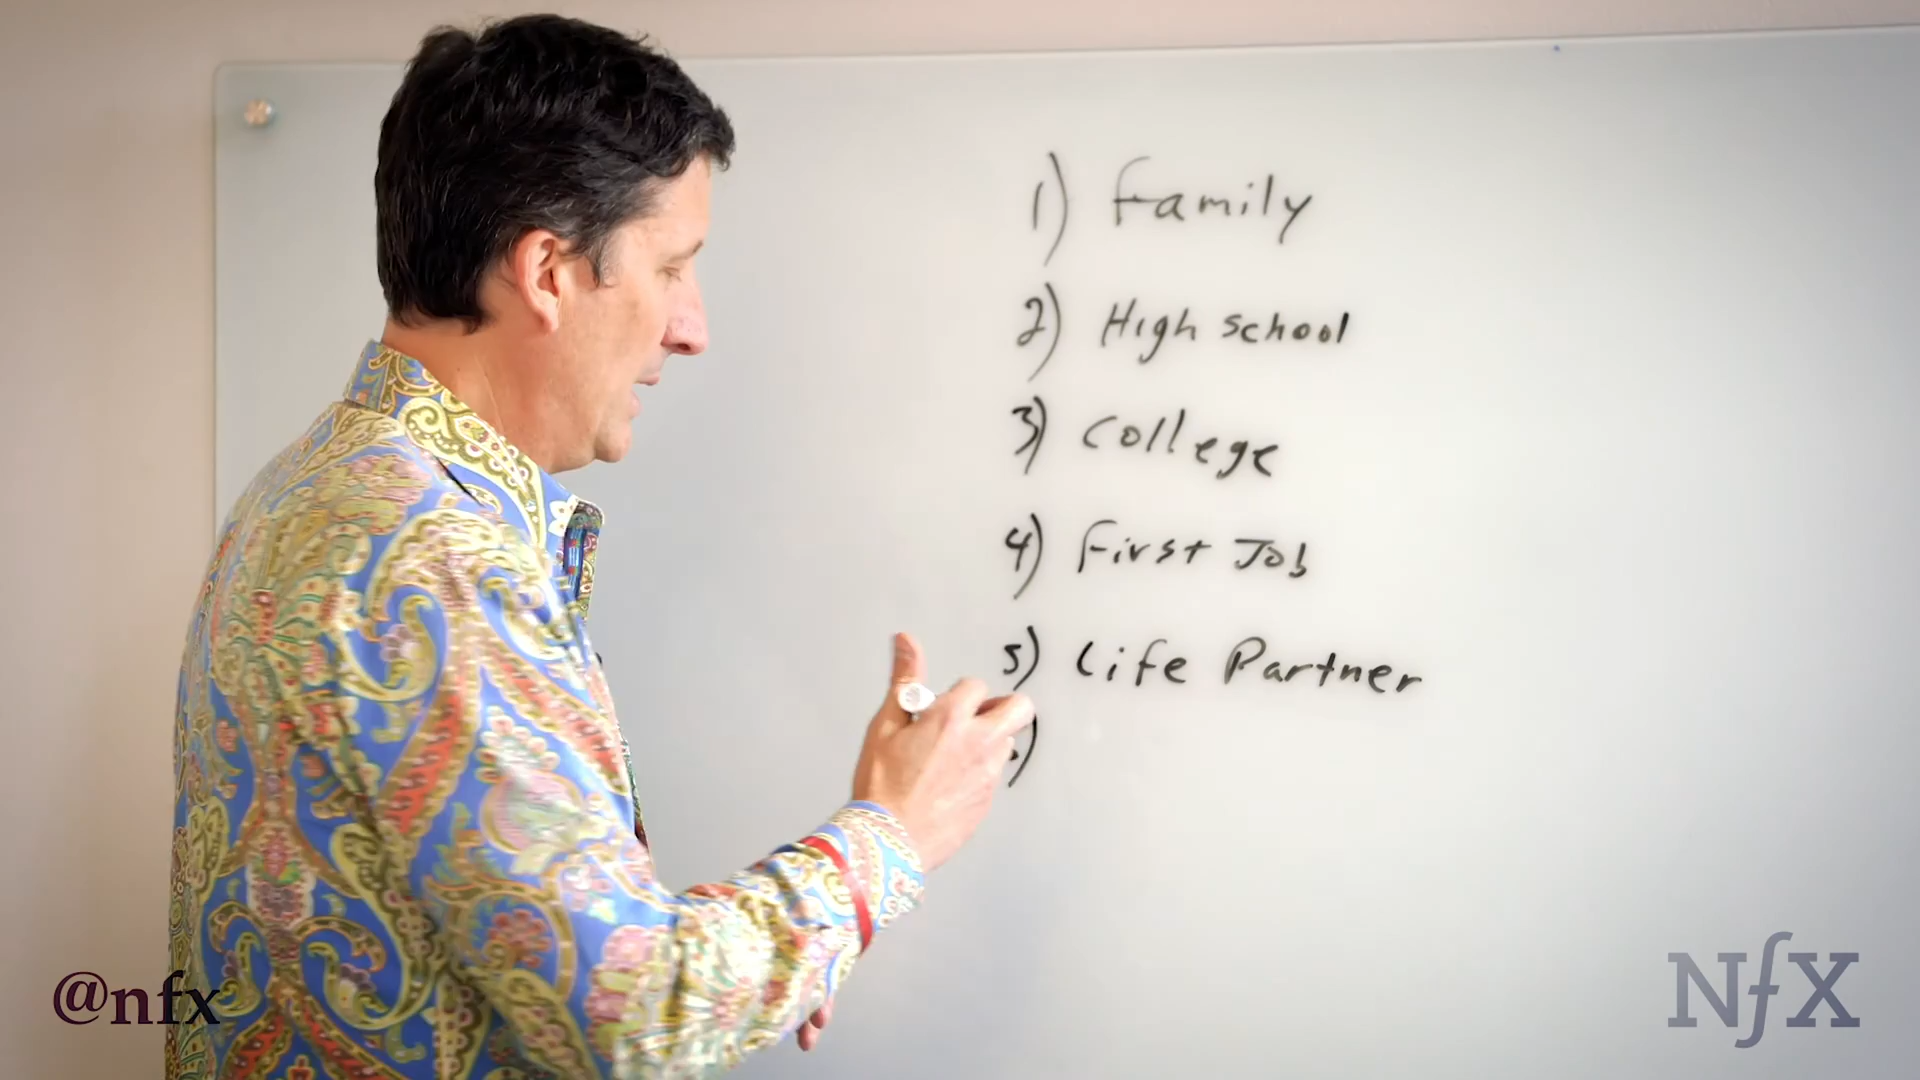 1) Family
2) High school
3) College
4) First Job
5) Life Partner
)
@nfx
NfX